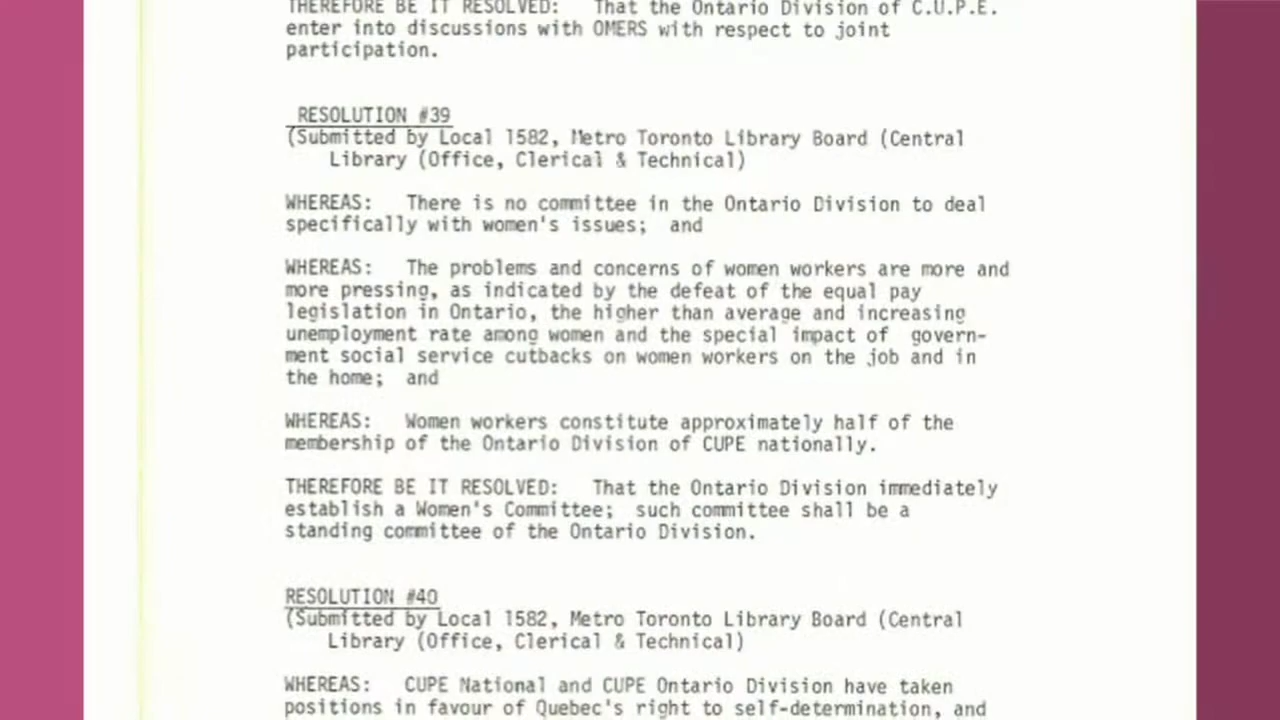 THEREFORE BE IT RESOLVED:   That the Ontario Division of C.U.P.E.
enter into discussions with OMERS with respect to joint
participation.
RESOLUTION #39
(Submitted by Local 1582, Metro Toronto Library Board (Central
Library (Office, Clerical & Technical)
WHEREAS:   There is no committee in the Ontario Division to deal
specifically with women's issues;  and
WHEREAS:   The problems and concerns of women workers are more and
more pressing, as indicated by the defeat of the equal pay
legislation in Ontario, the higher than average and increasing
unemployment rate among women and the special impact of  govern-
ment social service cutbacks on women workers on the job and in
the home;  and
WHEREAS:   Women workers constitute approximately half of the
membership of the Ontario Division of CUPE nationally.
THEREFORE BE IT RESOLVED:   That the Ontario Division immediately
establish a Women's Committee;  such committee shall be a
standing committee of the Ontario Division.
RESOLUTION #40
(Submitted by Local 1582, Metro Toronto Library Board (Central
Library (Office, Clerical & Technical)
WHEREAS:   CUPE National and CUPE Ontario Division have taken
positions in favour of Quebec's right to self-determination, and